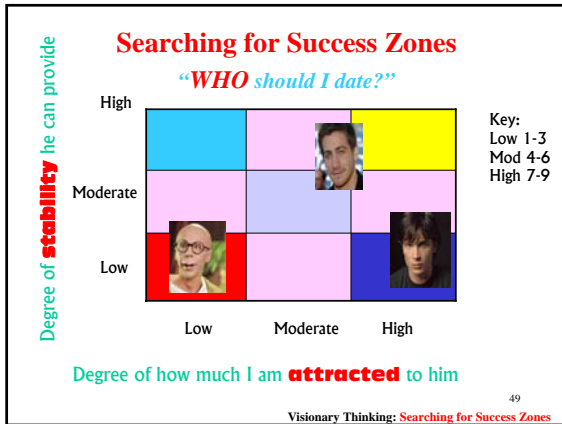 Searching for Success Zones
“WHO should I date?”
Degree of stability he can provide
High
Moderate
Low
Key:
Low 1-3
Mod 4-6
High 7-9
Low Moderate High
Degree of how much I am attracted to him
49
Visionary Thinking: Searching for Success Zones